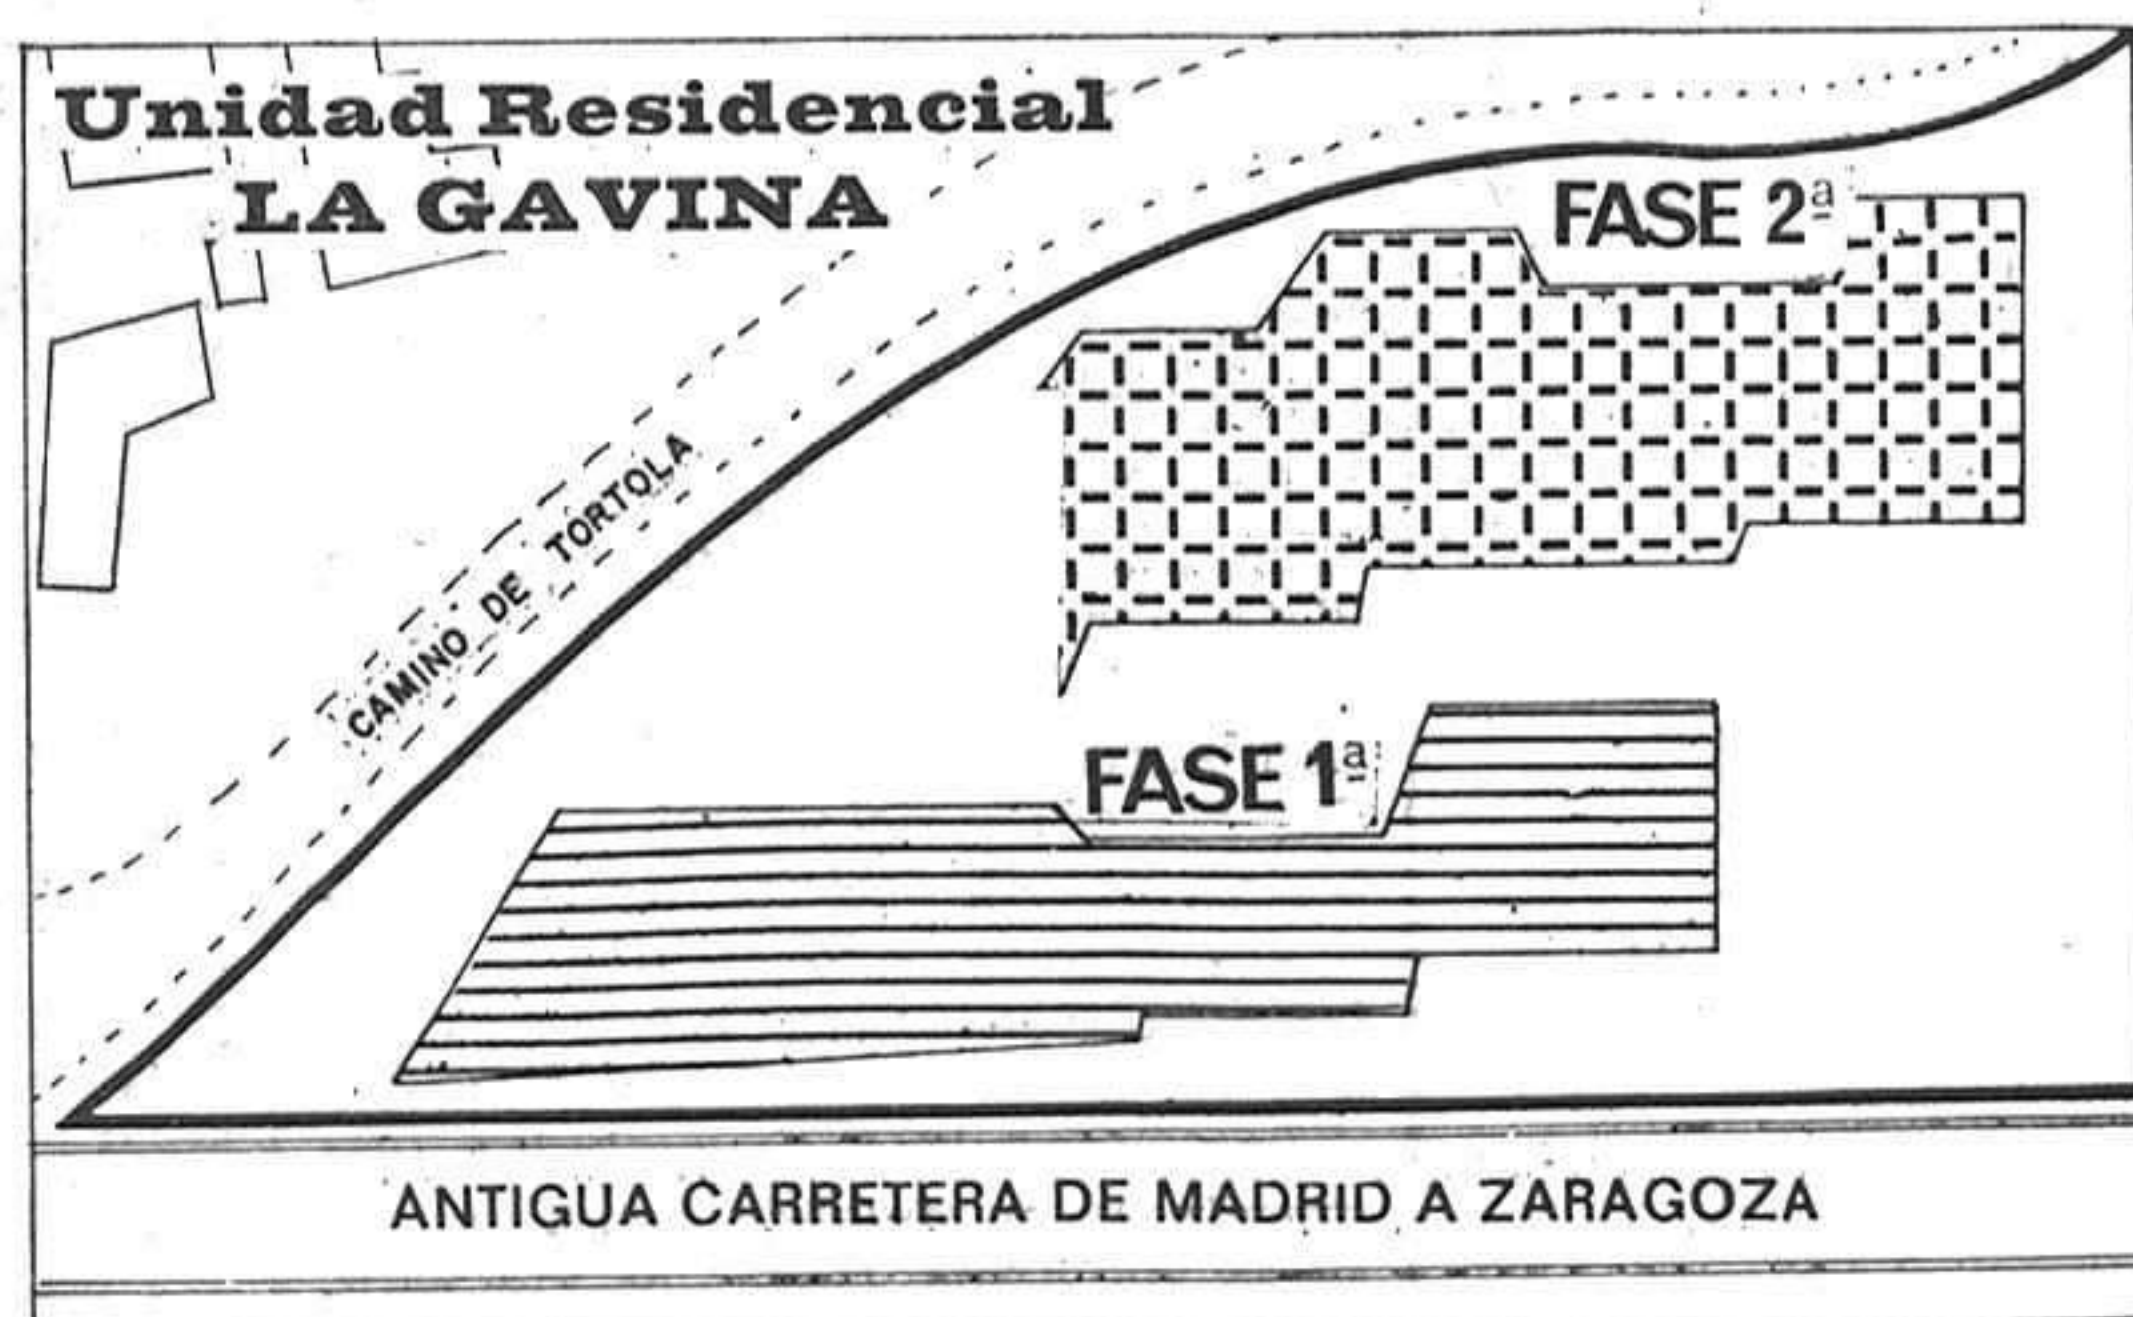 Unidad Residencial
LA GAVINA
FASE 2ª
CAMINO DE TORTOLA
FASE 1ª
ANTIGUA CARRETERA DE MADRID A ZARAGOZA